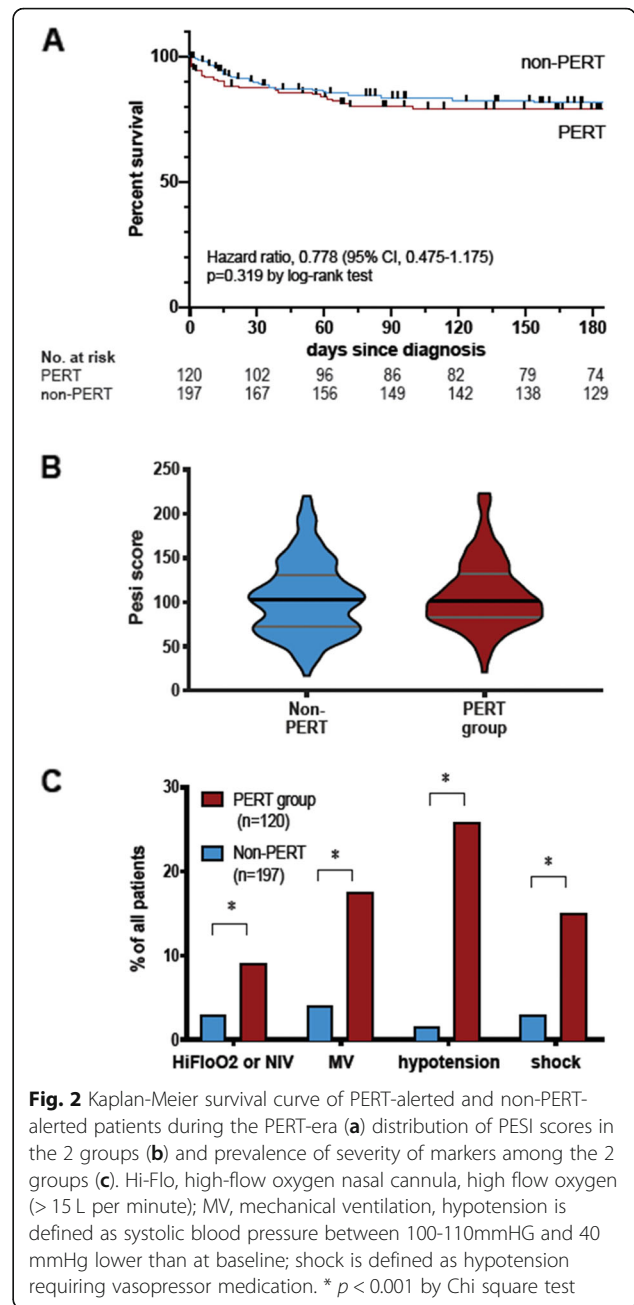 A
100
non-PERT
PERT
50
Percent survival
Hazard ratio, 0.778 (95% CI, 0.475-1.175)
p=0.319 by log-rank test
0
0 30 60 90 120 150 180
days since diagnosis
No. at risk
PERT 120 102 96 86 82 79 74
non-PERT 197 167 156 149 142 138 129
B
250
200
150
100
50
0
Pesi score
Non-
PERT
PERT
group
C
30
20
10
0
% of all patients
PERT group
(n=120)
Non-PERT
(n=197)
* * * *
HiFloO2 or NIV MV hypotension shock
Fig. 2 Kaplan-Meier survival curve of PERT-alerted and non-PERT-
alerted patients during the PERT-era (a) distribution of PESI scores in
the 2 groups (b) and prevalence of severity of markers among the 2
groups (c). Hi-Flo, high-flow oxygen nasal cannula, high flow oxygen
(> 15 L per minute); MV, mechanical ventilation, hypotension is
defined as systolic blood pressure between 100-110mmHG and 40
mmHg lower than at baseline; shock is defined as hypotension
requiring vasopressor medication. * p < 0.001 by Chi square test